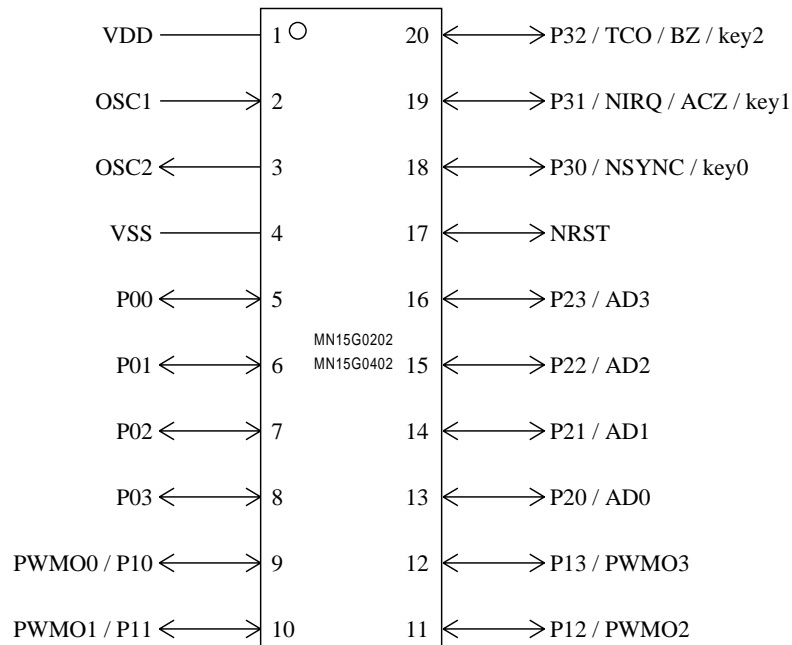 VDD 1 20 P32 / TCO / BZ / key2
OSC1 2 19 P31 / NIRQ / ACZ / key1
OSC2 3 18 P30 / NSYNC / key0
VSS 4 17 NRST
P00 5 16 P23 / AD3
MN15G0202
P01 6 MN15G0402 15 P22 / AD2
P02 7 14 P21 / AD1
P03 8 13 P20 / AD0
PWMO0 / P10 9 12 P13 / PWMO3
PWMO1 / P11 10 11 P12 / PWMO2